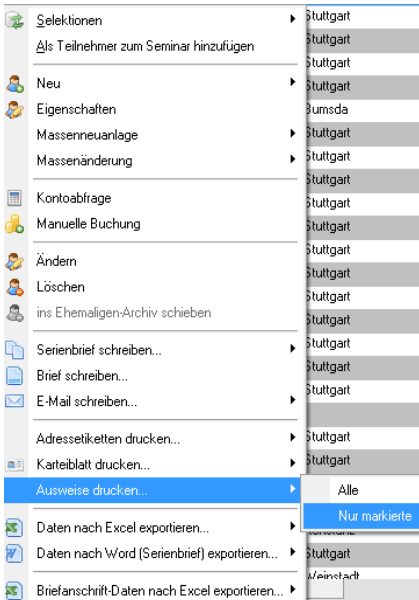 Selektionen
Stuttgart
Als Teilnehmer zum Seminar hinzufügen
Stuttgart
Stuttgart
Neu
Stuttgart
Eigenschaften
Bumsda
Massenneuanlage
Stuttgart
Massenänderung
Stuttgart
Stuttgart
Kontoabfrage
Stuttgart
Manuelle Buchung
Stuttgart
Stuttgart
Ändern
Stuttgart
Löschen
Stuttgart
ins Ehemaligen-Archiv schieben
Stuttgart
Serienbrief schreiben...
Stuttgart
Brief schreiben...
Stuttgart
E-Mail schreiben...
Stuttgart
Adressetiketten drucken...
Stuttgart
Karteiblatt drucken...
Stuttgart
Ausweise drucken...
Alle
Nur markierte
Daten nach Excel exportieren...
Konstanz
Daten nach Word (Serienbrief) exportieren...
Stuttgart
Weinstadt
Briefanschrift-Daten nach Excel exportieren...